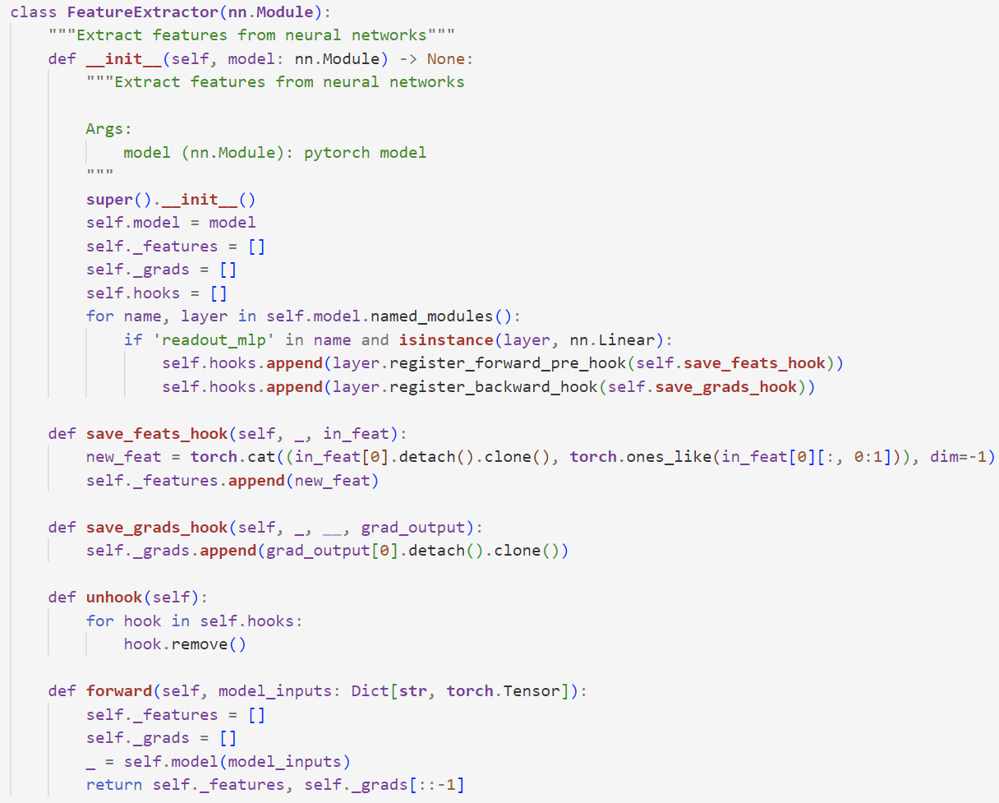 class FeatureExtractor(nn.Module):
    """Extract features from neural networks"""
    def __init__(self, model: nn.Module) -> None:
        """Extract features from neural networks

        Args:
            model (nn.Module): pytorch model
        """
        super().__init__()
        self.model = model
        self._features = []
        self._grads = []
        self.hooks = []
        for name, layer in self.model.named_modules():
            if 'readout_mlp' in name and isinstance(layer, nn.Linear):
                self.hooks.append(layer.register_forward_pre_hook(self.save_feats_hook))
                self.hooks.append(layer.register_backward_hook(self.save_grads_hook))

    def save_feats_hook(self, _, in_feat):
        new_feat = torch.cat((in_feat[0].detach().clone(), torch.ones_like(in_feat[0][:, 0:1])), dim=-1)
        self._features.append(new_feat)

    def save_grads_hook(self, _, __, grad_output):
        self._grads.append(grad_output[0].detach().clone())

    def unhook(self):
        for hook in self.hooks:
            hook.remove()

    def forward(self, model_inputs: Dict[str, torch.Tensor]):
        self._features = []
        self._grads = []
        _ = self.model(model_inputs)
        return self._features, self._grads[::-1]